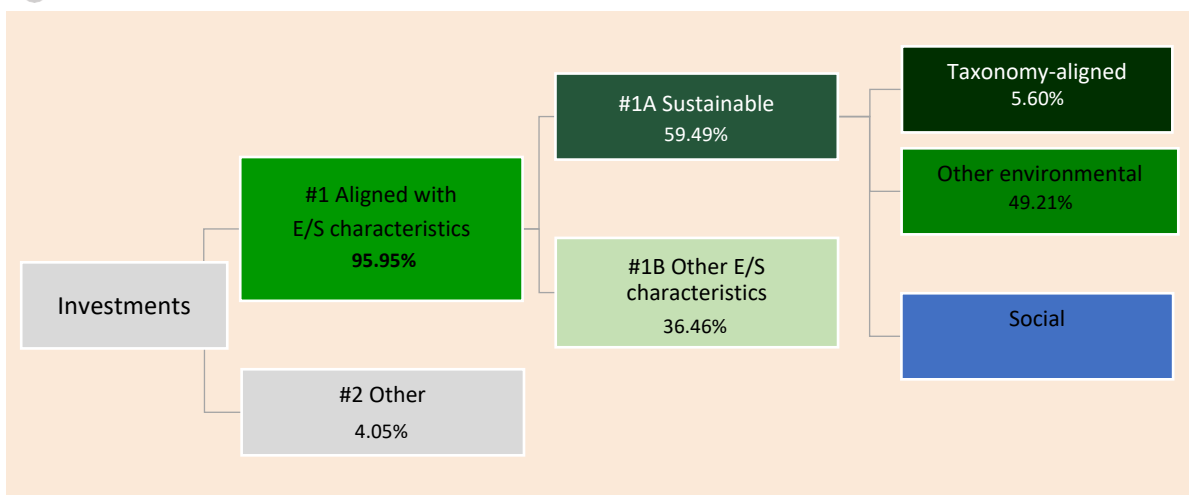 Investments
#1 Aligned with
E/S characteristics
95.95%
#2 Other
4.05%
#1A Sustainable
59.49%
#1B Other E/S
characteristics
36.46%
Taxonomy-aligned
5.60%
Other environmental
49.21%
Social